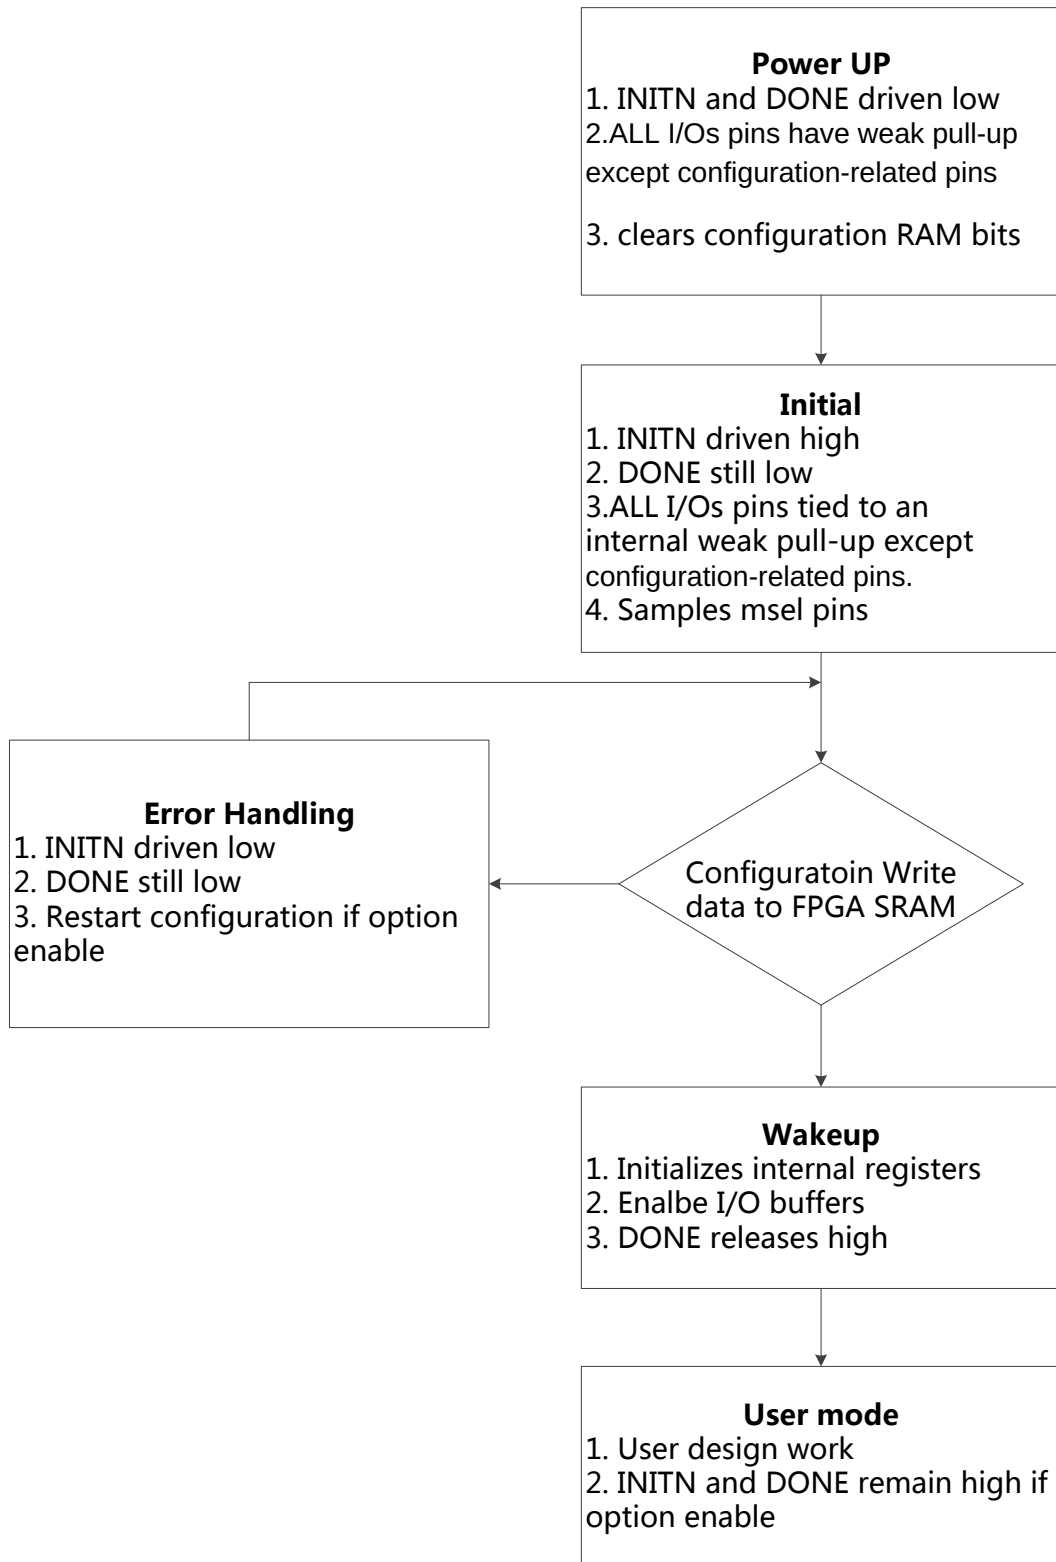 Power UP
1. INITN and DONE driven low
2.ALL I/Os pins have weak pull-up
except configuration-related pins
3. clears configuration RAM bits
Initial
1. INITN driven high
2. DONE still low
3.ALL I/Os pins tied to an
internal weak pull-up except
configuration-related pins.
4. Samples msel pins
Error Handling
1. INITN driven low
2. DONE still low
3. Restart configuration if option
enable
Configuratoin Write
data to FPGA SRAM
Wakeup
1. Initializes internal registers
2. Enalbe I/O buffers
3. DONE releases high
User mode
1. User design work
2. INITN and DONE remain high if
option enable